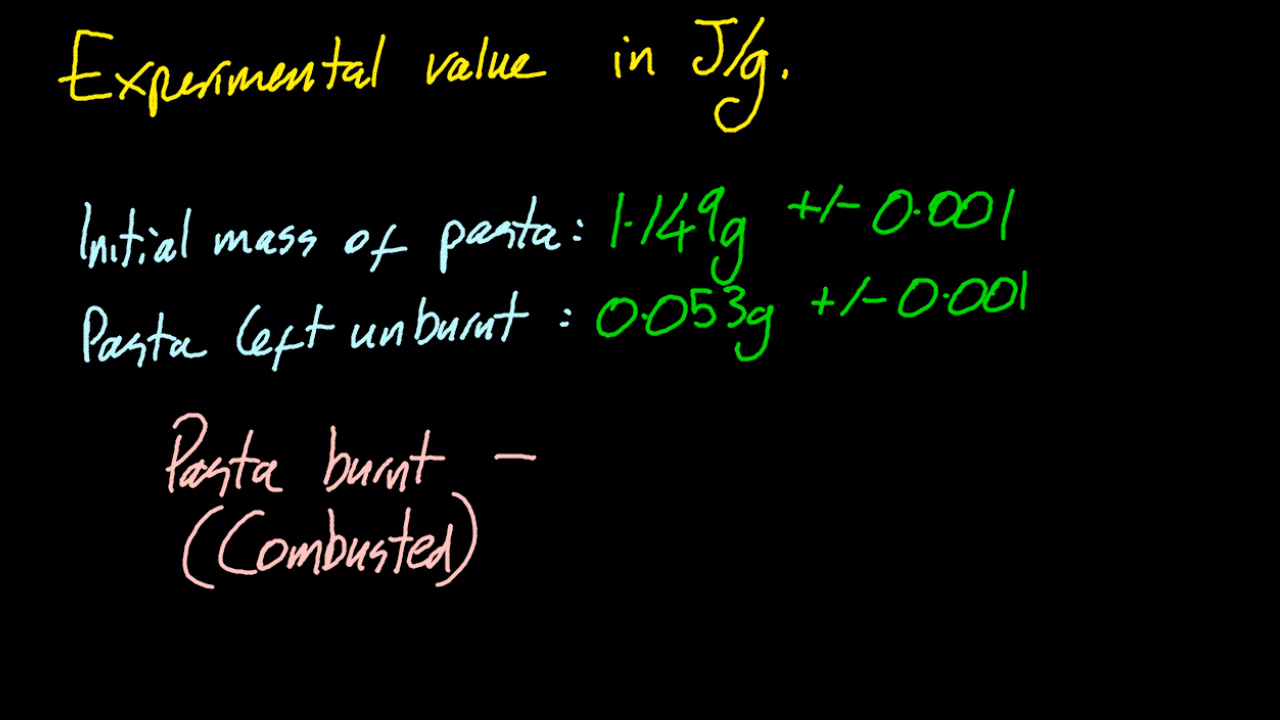 Experimental value in J/g.
Initial mass of pasta: 1.149g +/- 0.001
Pasta left unburnt : 0.053g +/- 0.001
Pasta burnt -
(Combusted)